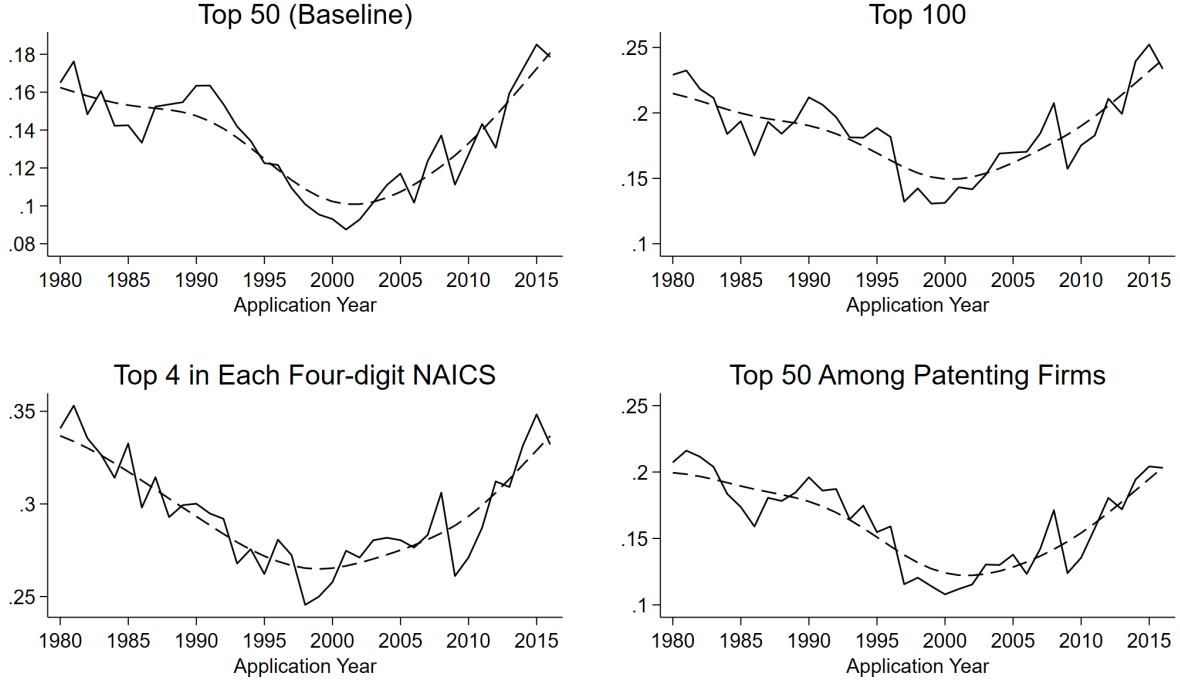 Top 50 (Baseline)
.18
.16
.14
.12
.1
.08
1980 1985 1990 1995 2000 2005 2010 2015
Application Year
Top 100
.25
.2
.15
.1
1980 1985 1990 1995 2000 2005 2010 2015
Application Year
Top 4 in Each Four-digit NAICS
.35
.3
.25
1980 1985 1990 1995 2000 2005 2010 2015
Application Year
Top 50 Among Patenting Firms
.25
.2
.15
.1
1980 1985 1990 1995 2000 2005 2010 2015
Application Year